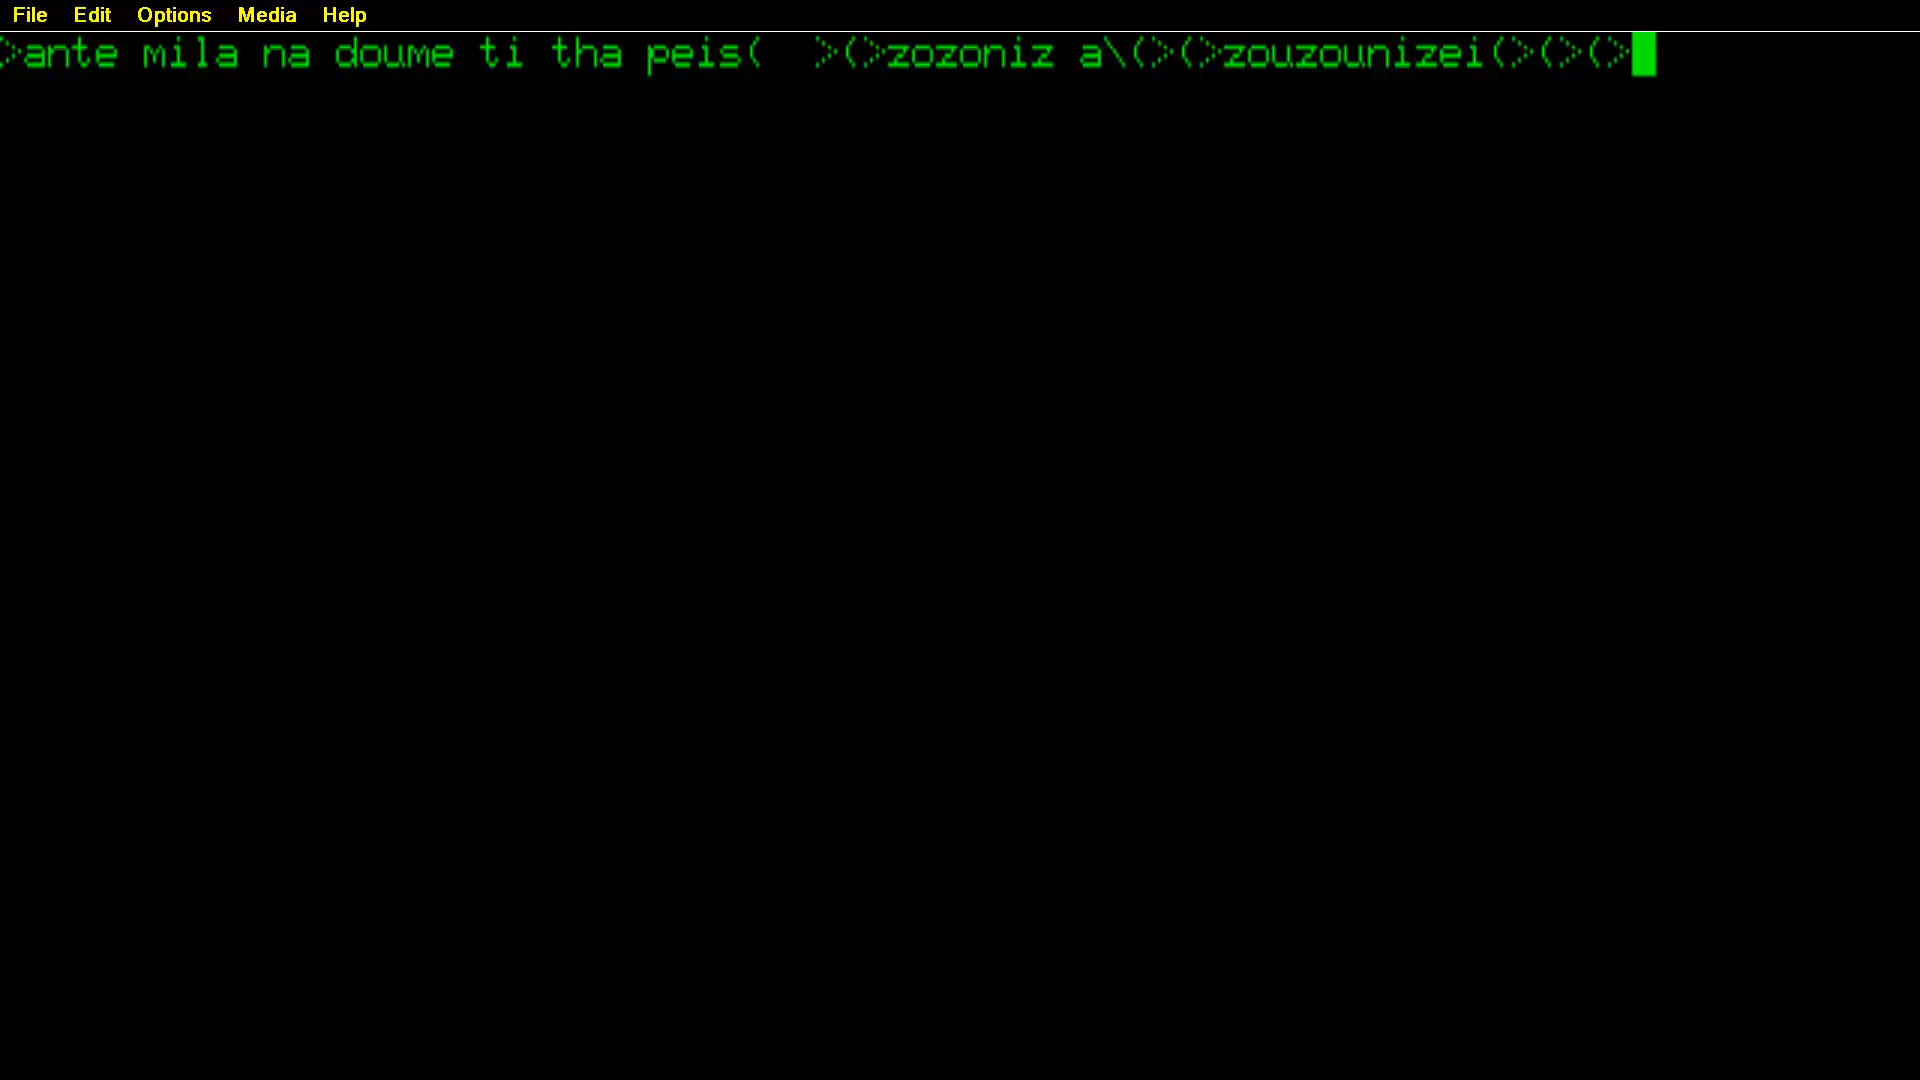 File Edit Options Media Help
>ante mila na doume ti tha peis(  >(>zozoniz a\(>(>zouzounizei(>(>(>